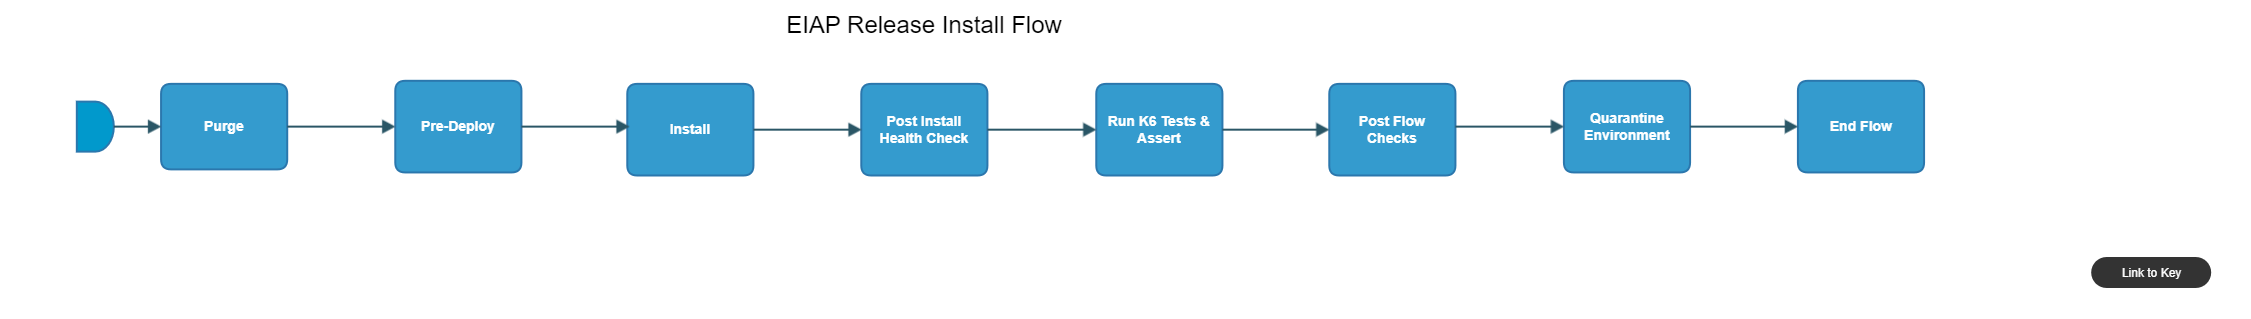 EIAP Release Install Flow
Purge
Pre-Deploy
Install
Post Install
Health Check
Run K6 Tests &
Assert
Post Flow
Checks
Quarantine
Environment
End Flow
Link to Key